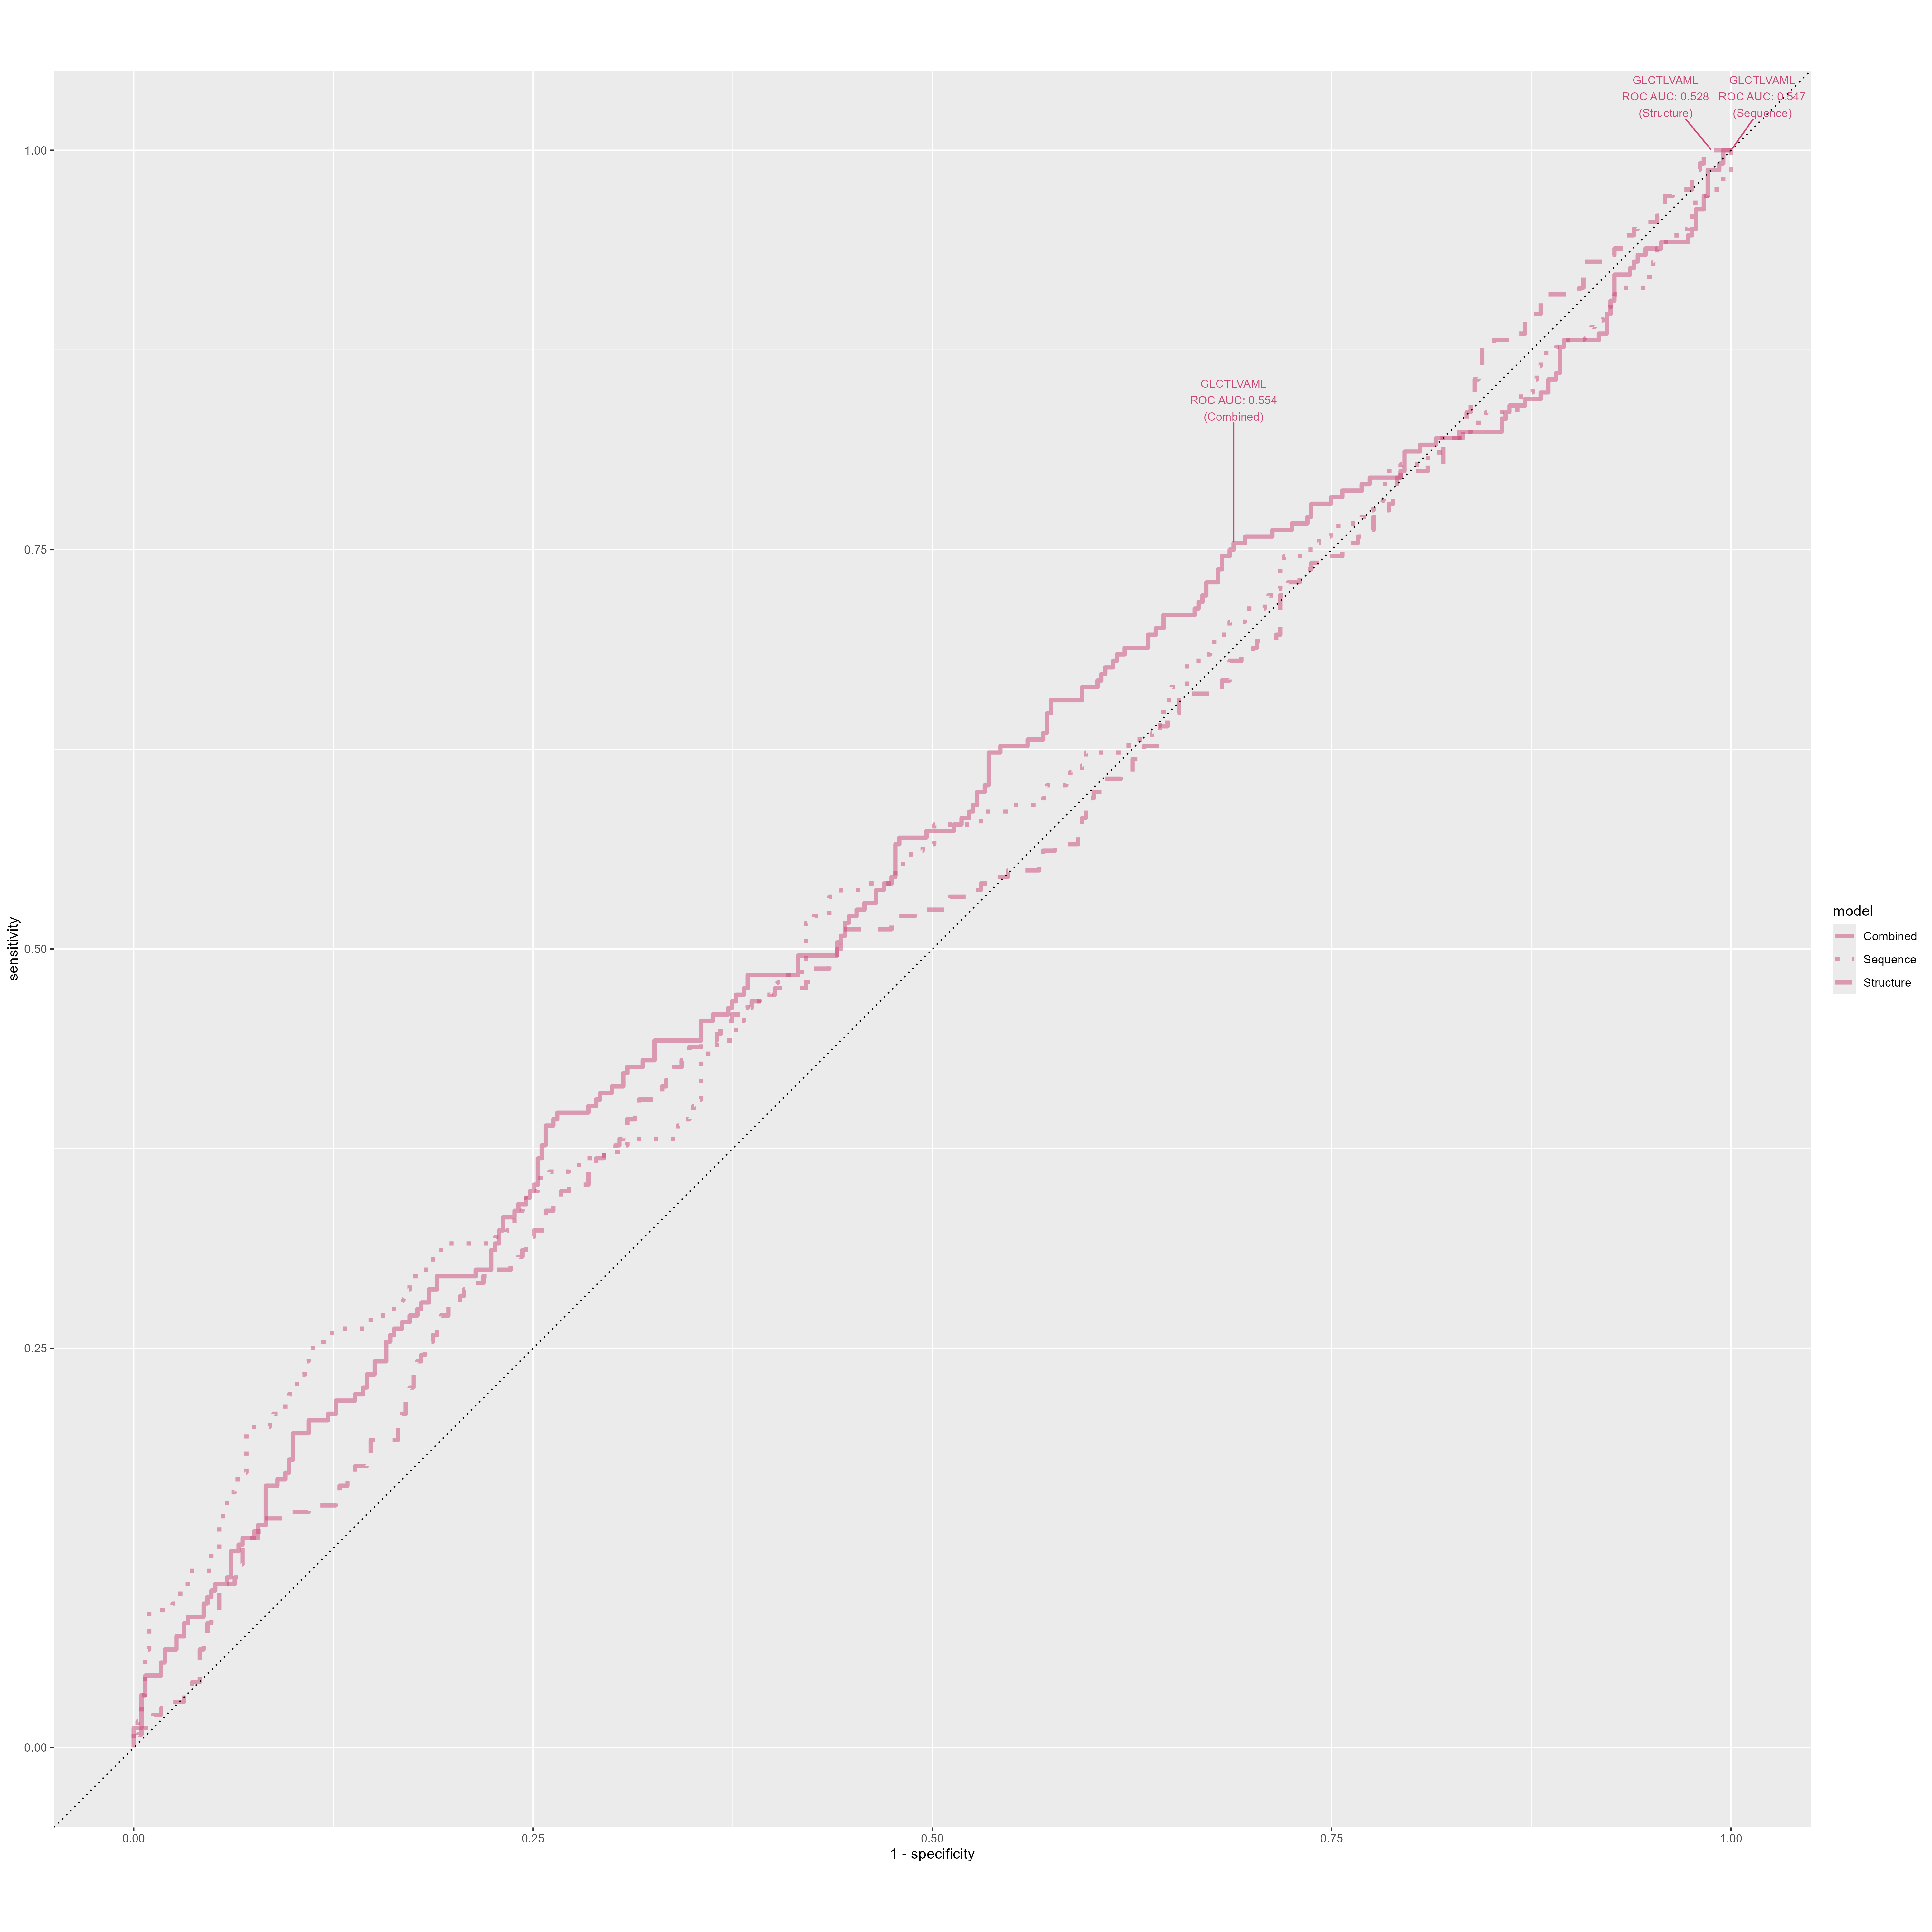 GLCTLVAML
ROC AUC: 0.528
(Structure)
GLCTLVAML
ROC AUC: 0.547
(Sequence)
GLCTLVAML
ROC AUC: 0.554
(Combined)
1.00
0.75
0.50
0.25
0.00
sensitivity
0.00
0.25
0.50
0.75
1.00
1 - specificity
model
Combined
Sequence
Structure